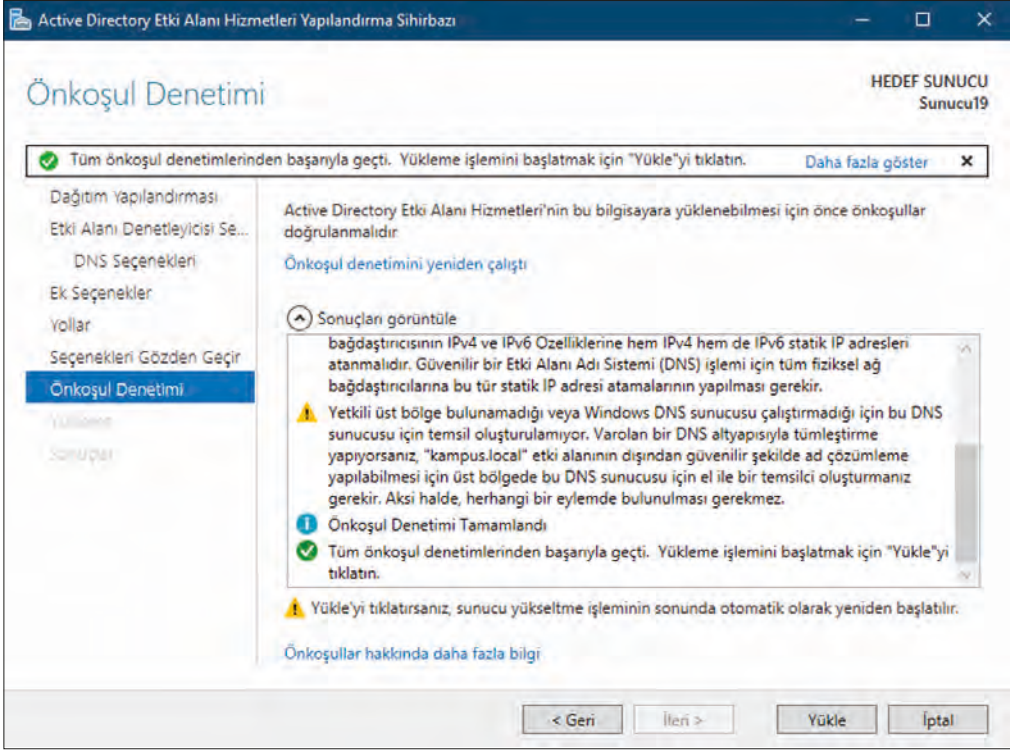 Active Directory Etki Alanı Hizmetleri Yapılandırma Sihirbazı
Önkoşul Denetimi
HEDEF SUNUCU
Sunucu19
Tüm önkoşul denetimlerinden başarıyla geçti. Yükleme işlemini başlatmak için "Yükle"yi tıklatın.
Daha fazla göster
Dağıtım Yapılandırması
Etki Alanı Denetleyicisi Se...
DNS Seçenekleri
Ek Seçenekler
Yollar
Seçenekleri Gözden Geçir
Önkoşul Denetimi
Yükleme
Sonuçlar
Active Directory Etki Alanı Hizmetleri'nin bu bilgisayara yüklenebilmesi için önce önkoşullar
doğrulanmalıdır
Önkoşul denetimini yeniden çalıştı
Sonuçları görüntüle
bağdaştırıcısının IPv4 ve IPv6 Özelliklerine hem IPv4 hem de IPv6 statik IP adresleri
atanmalıdır. Güvenilir bir Etki Alanı Adı Sistemi (DNS) işlemi için tüm fiziksel ağ
bağdaştırıcılarına bu tür statik IP adresi atamalarının yapılması gerekir.
Yetkili üst bölge bulunamadığı veya Windows DNS sunucusu çalıştırmadığı için bu DNS
sunucusu için temsil oluşturulamıyor. Varolan bir DNS altyapısıyla tümleştirme
yapıyorsanız, "kampus.local" etki alanının dışından güvenilir şekilde ad çözümleme
yapılabilmesi için üst bölgede bu DNS sunucusu için el ile bir temsilci oluşturmanız
gerekir. Aksi halde, herhangi bir eylemde bulunulması gerekmez.
Önkoşul Denetimi Tamamlandı
Tüm önkoşul denetimlerinden başarıyla geçti. Yükleme işlemini başlatmak için "Yükle"yi
tıklatın.
Yükle'yi tıklatırsanız, sunucu yükseltme işleminin sonunda otomatik olarak yeniden başlatılır.
Önkoşullar hakkında daha fazla bilgi
< Geri
İleri >
Yükle
İptal